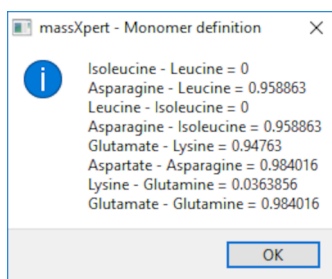 massXpert - Monomer definition
Isoleucine - Leucine = 0
Asparagine - Leucine = 0.958863
Leucine - Isoleucine = 0
Asparagine - Isoleucine = 0.958863
Glutamate - Lysine = 0.94763
Aspartate - Asparagine = 0.984016
Lysine - Glutamine = 0.0363856
Glutamate - Glutamine = 0.984016
OK